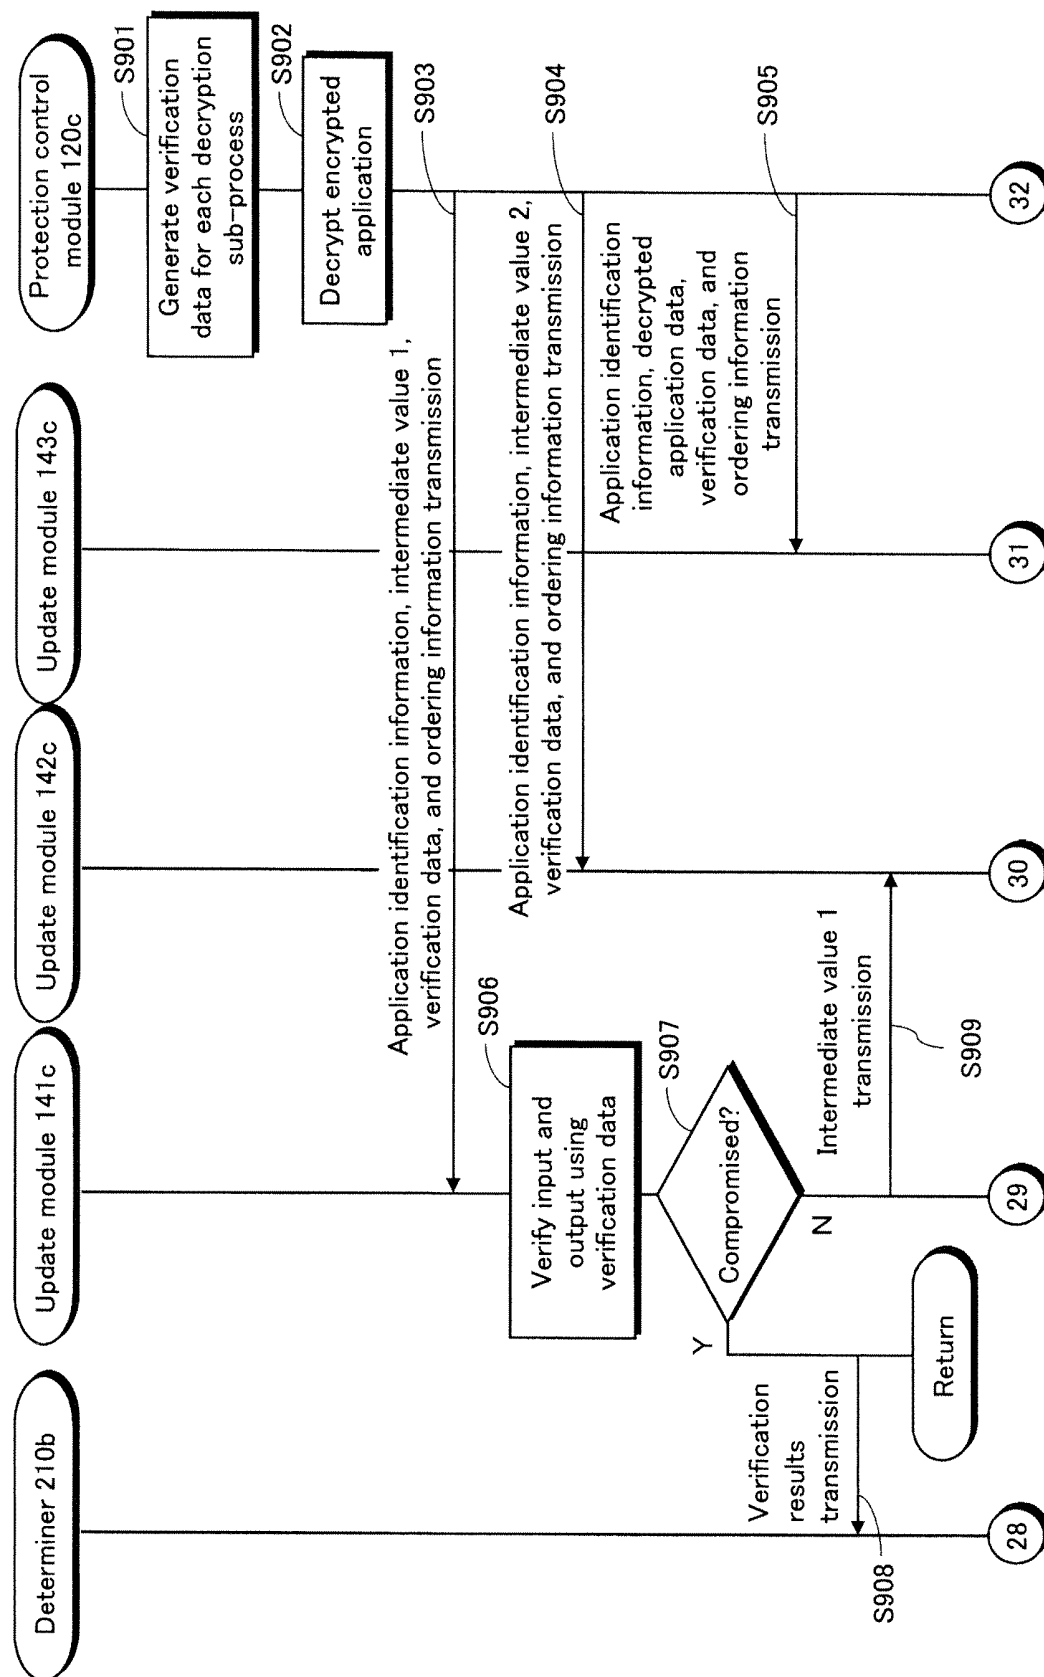 Determiner 210b
Update module 141c
Update module 142c
Update module 143c
Protection control
module 120c
S901
Generate verification
data for each decryption
sub-process
S902
Decrypt encrypted
application
Application identification information, intermediate value 1,
verification data, and ordering information transmission
S903
Application identification information, intermediate value 2,
verification data, and ordering information transmission
S904
Application identification
information, decrypted
application data,
verification data, and
ordering information
transmission
S905
S906
Verify input and
output using
verification data
S907
Compromised?
Y
N
Verification
results
transmission
S908
Return
Intermediate value 1
transmission
S909
28
29
30
31
32